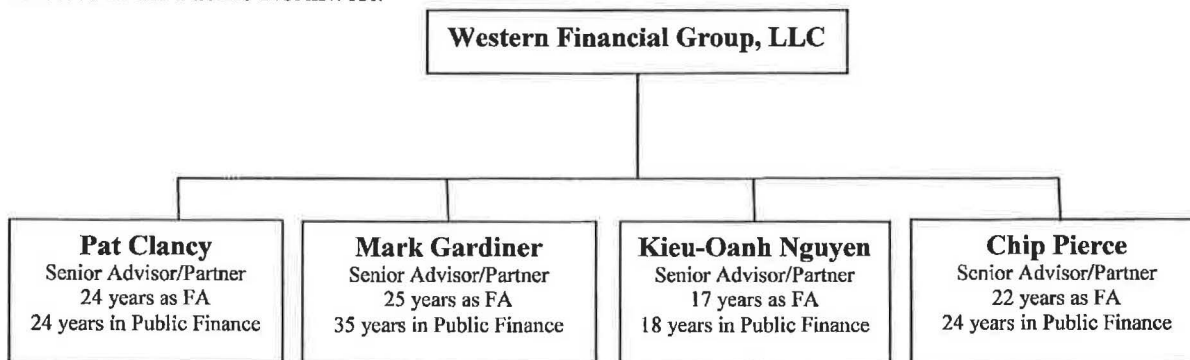 Western Financial Group, LLC
Pat Clancy
Senior Advisor/Partner
24 years as FA
24 years in Public Finance
Mark Gardiner
Senior Advisor/Partner
25 years as FA
35 years in Public Finance
Kieu-Oanh Nguyen
Senior Advisor/Partner
17 years as FA
18 years in Public Finance
Chip Pierce
Senior Advisor/Partner
22 years as FA
24 years in Public Finance